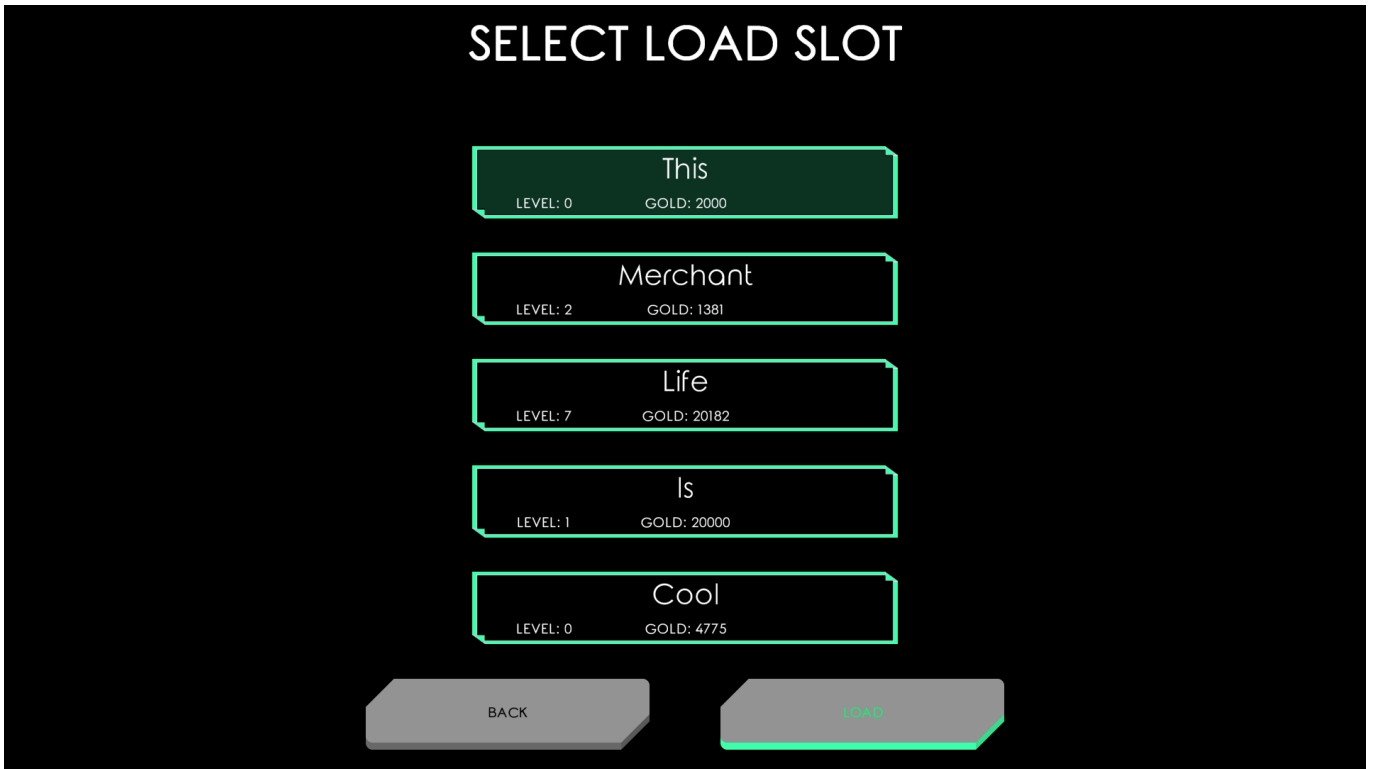 SELECT LOAD SLOT
This
LEVEL: 0 GOLD: 2000
Merchant
LEVEL: 2 GOLD: 1381
Life
LEVEL: 7 GOLD: 20182
Is
LEVEL: 1 GOLD: 20000
Cool
LEVEL: 0 GOLD: 4775
BACK LOAD